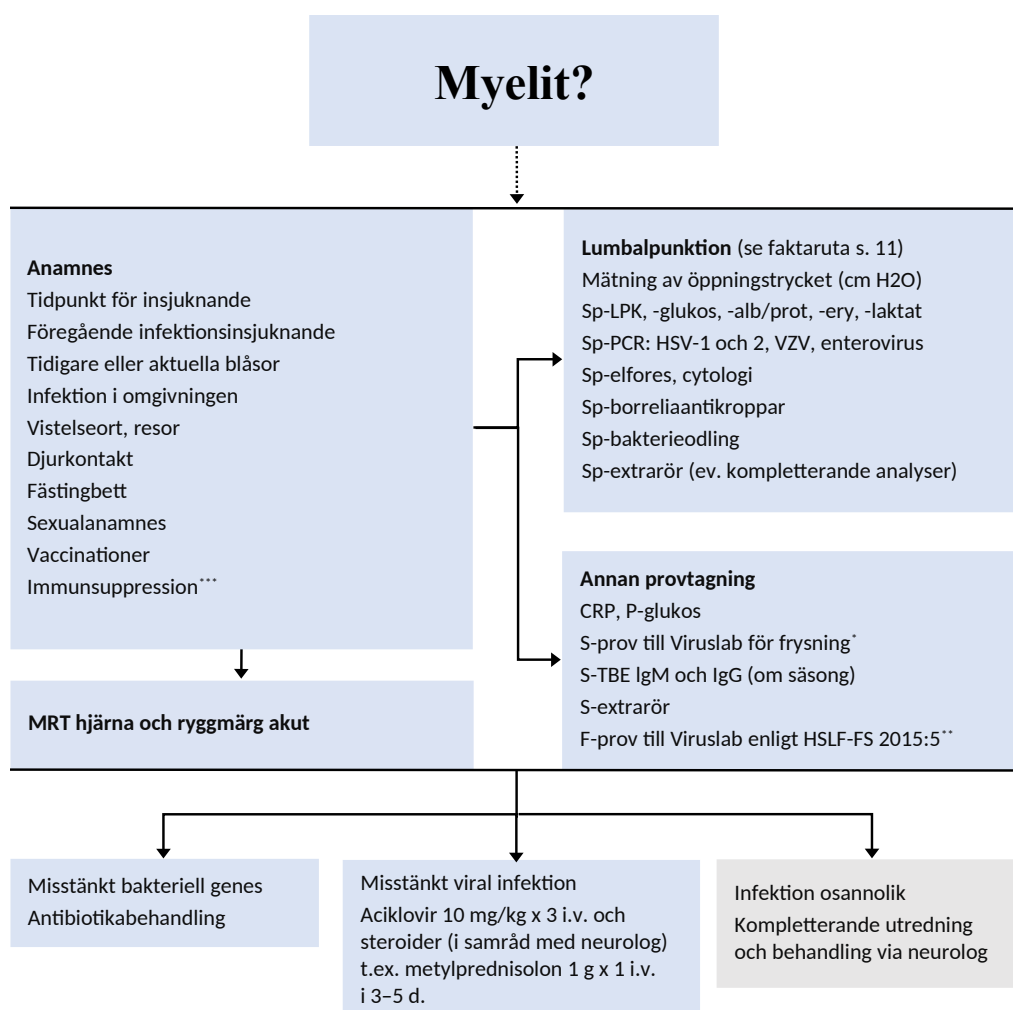 Myelit?
Anamnes
Tidpunkt för insjuknande
Föregående infektionsinsjuknande
Tidigare eller aktuella blåsor
Infektion i omgivningen
Vistelseort, resor
Djurkontakt
Fästingbett
Sexualanamnes
Vaccinationer
Immunsuppression***
MRT hjärna och ryggmärg akut
Lumbalpunktion (se faktaruta s. 11)
Mätning av öppningstrycket (cm H2O)
Sp-LPK, -glukos, -alb/prot, -ery, -laktat
Sp-PCR: HSV-1 och 2, VZV, enterovirus
Sp-elfores, cytologi
Sp-borreliaantikroppar
Sp-bakterieodling
Sp-extrarör (ev. kompletterande analyser)
Annan provtagning
CRP, P-glukos
S-prov till Viruslab för frysning*
S-TBE lgM och IgG (om säsong)
S-extrarör
F-prov till Viruslab enligt HSLF-FS 2015:5**
Misstänkt bakteriell genes
Antibiotikabehandling
Misstänkt viral infektion
Aciklovir 10 mg/kg x 3 i.v. och
steroider (i samråd med neurolog)
t.ex. metylprednisolon 1 g x 1 i.v.
i 3–5 d.
Infektion osannolik
Kompletterande utredning
och behandling via neurolog